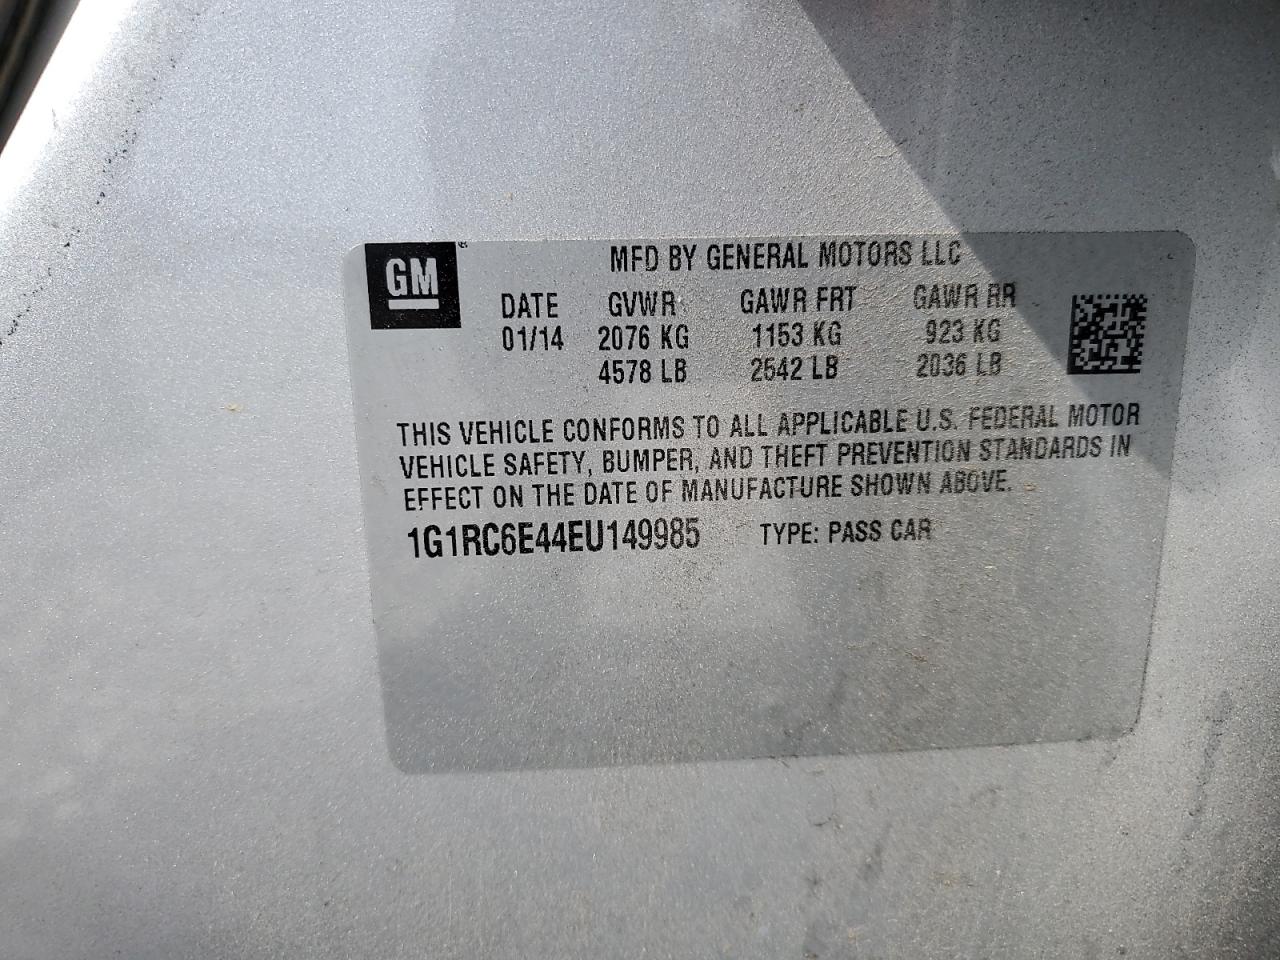 GM®
MFD BY GENERAL MOTORS LLC
DATE GVWR GAWR FRT GAWR RR
01/14 2076 KG 1153 KG 923 KG
4578 LB 2542 LB 2036 LB
THIS VEHICLE CONFORMS TO ALL APPLICABLE U.S. FEDERAL MOTOR
VEHICLE SAFETY, BUMPER, AND THEFT PREVENTION STANDARDS IN
EFFECT ON THE DATE OF MANUFACTURE SHOWN ABOVE.
1G1RC6E44EU149985 TYPE: PASS CAR